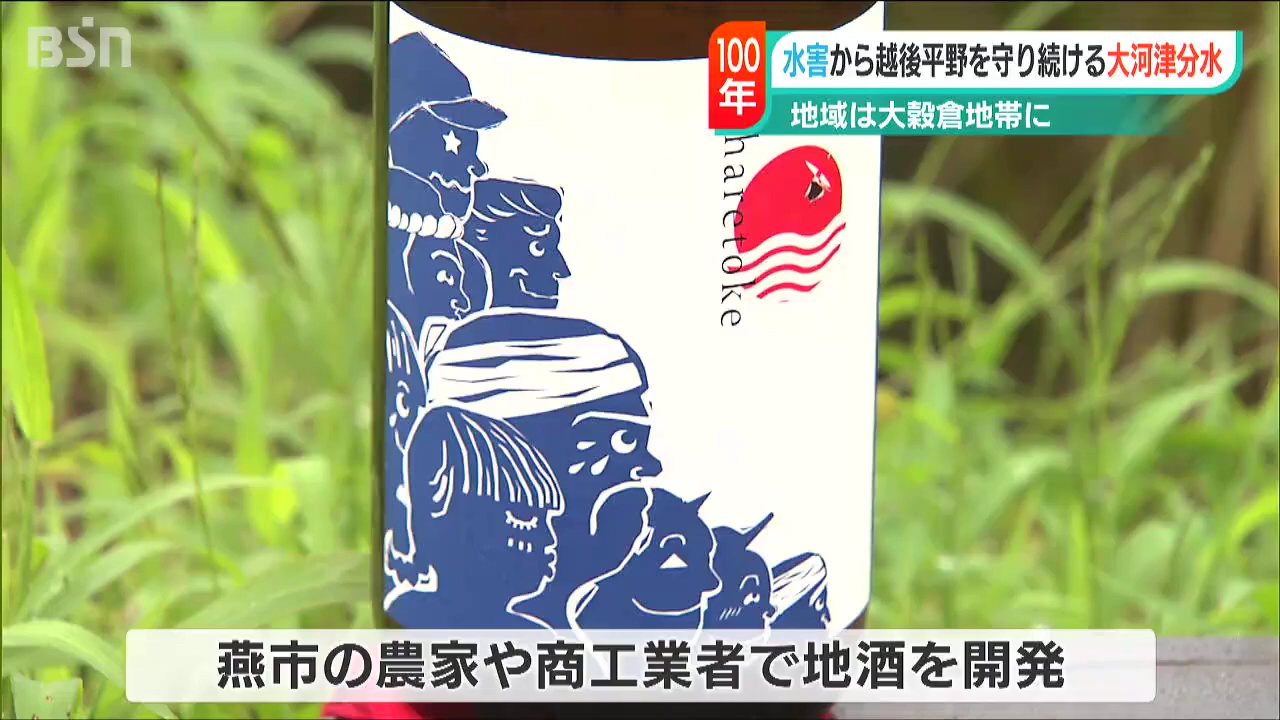 BSN
100年
水害から越後平野を守り続ける大河津分水
地域は大穀倉地帯に
haretoke
燕市の農家や商工業者で地酒を開発